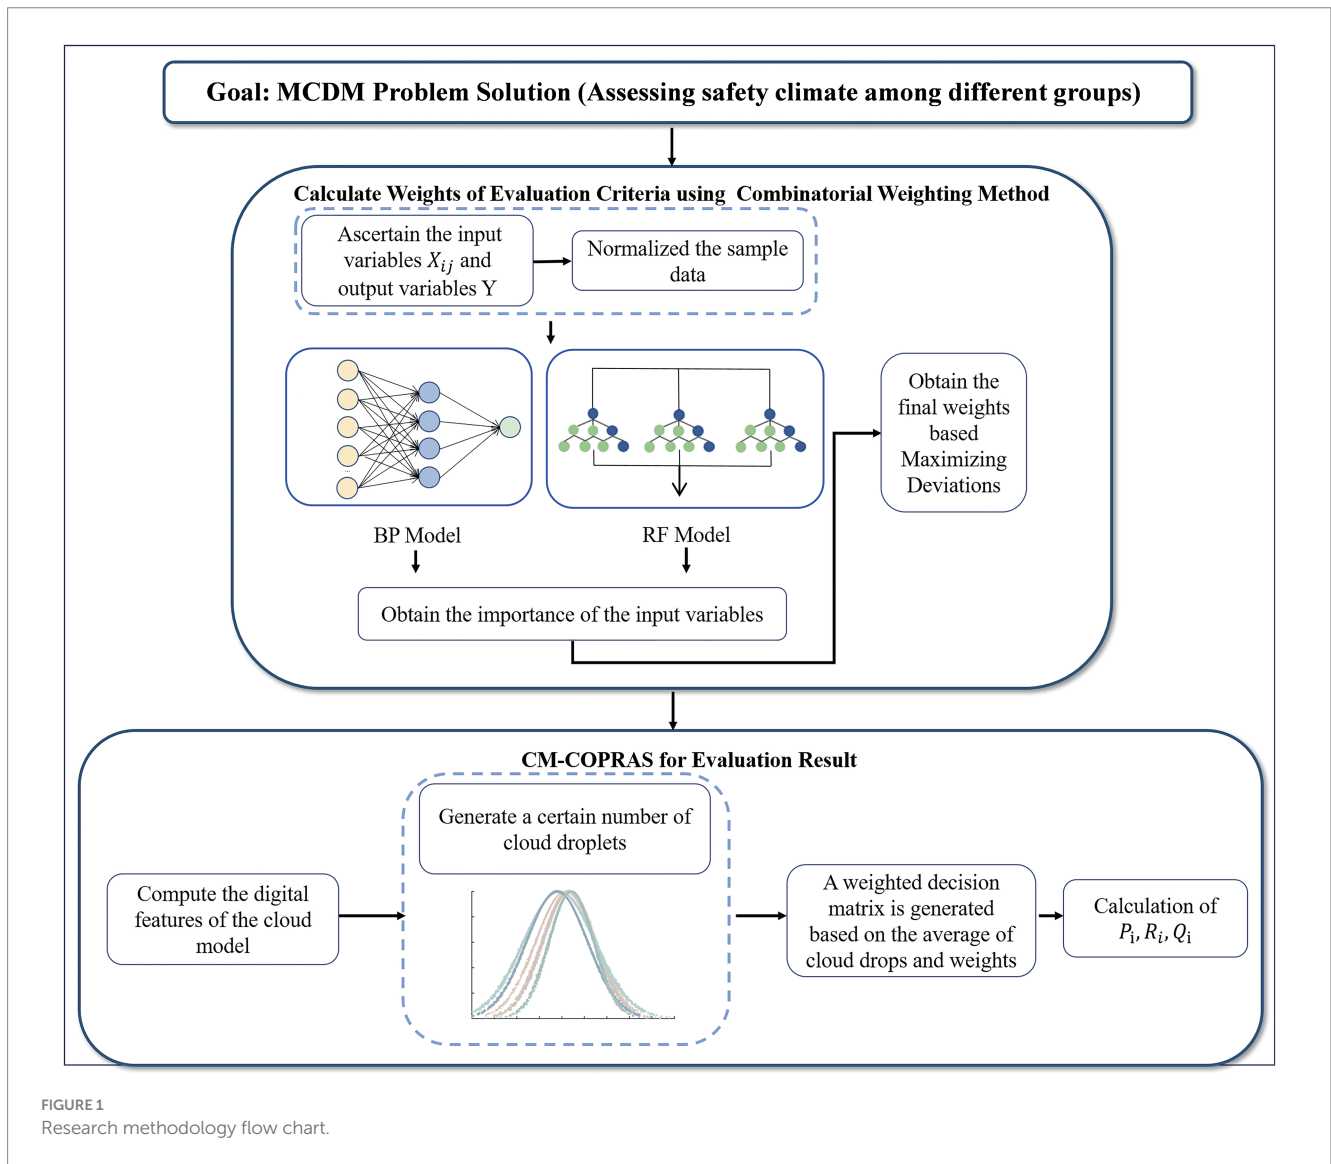 Goal: MCDM Problem Solution (Assessing safety climate among different groups)
Calculate Weights of Evaluation Criteria using Combinatorial Weighting Method
Ascertain the input
variables Xij and
output variables Y
Normalized the sample
data
...
BP Model
RF Model
Obtain the importance of the input variables
Obtain the
final weights
based
Maximizing
Deviations
CM-COPRAS for Evaluation Result
Compute the digital
features of the cloud
model
Generate a certain number of
cloud droplets
A weighted decision
matrix is generated
based on the average of
cloud drops and weights
Calculation of
Pi, Ri, Qi
FIGURE 1
Research methodology flow chart.